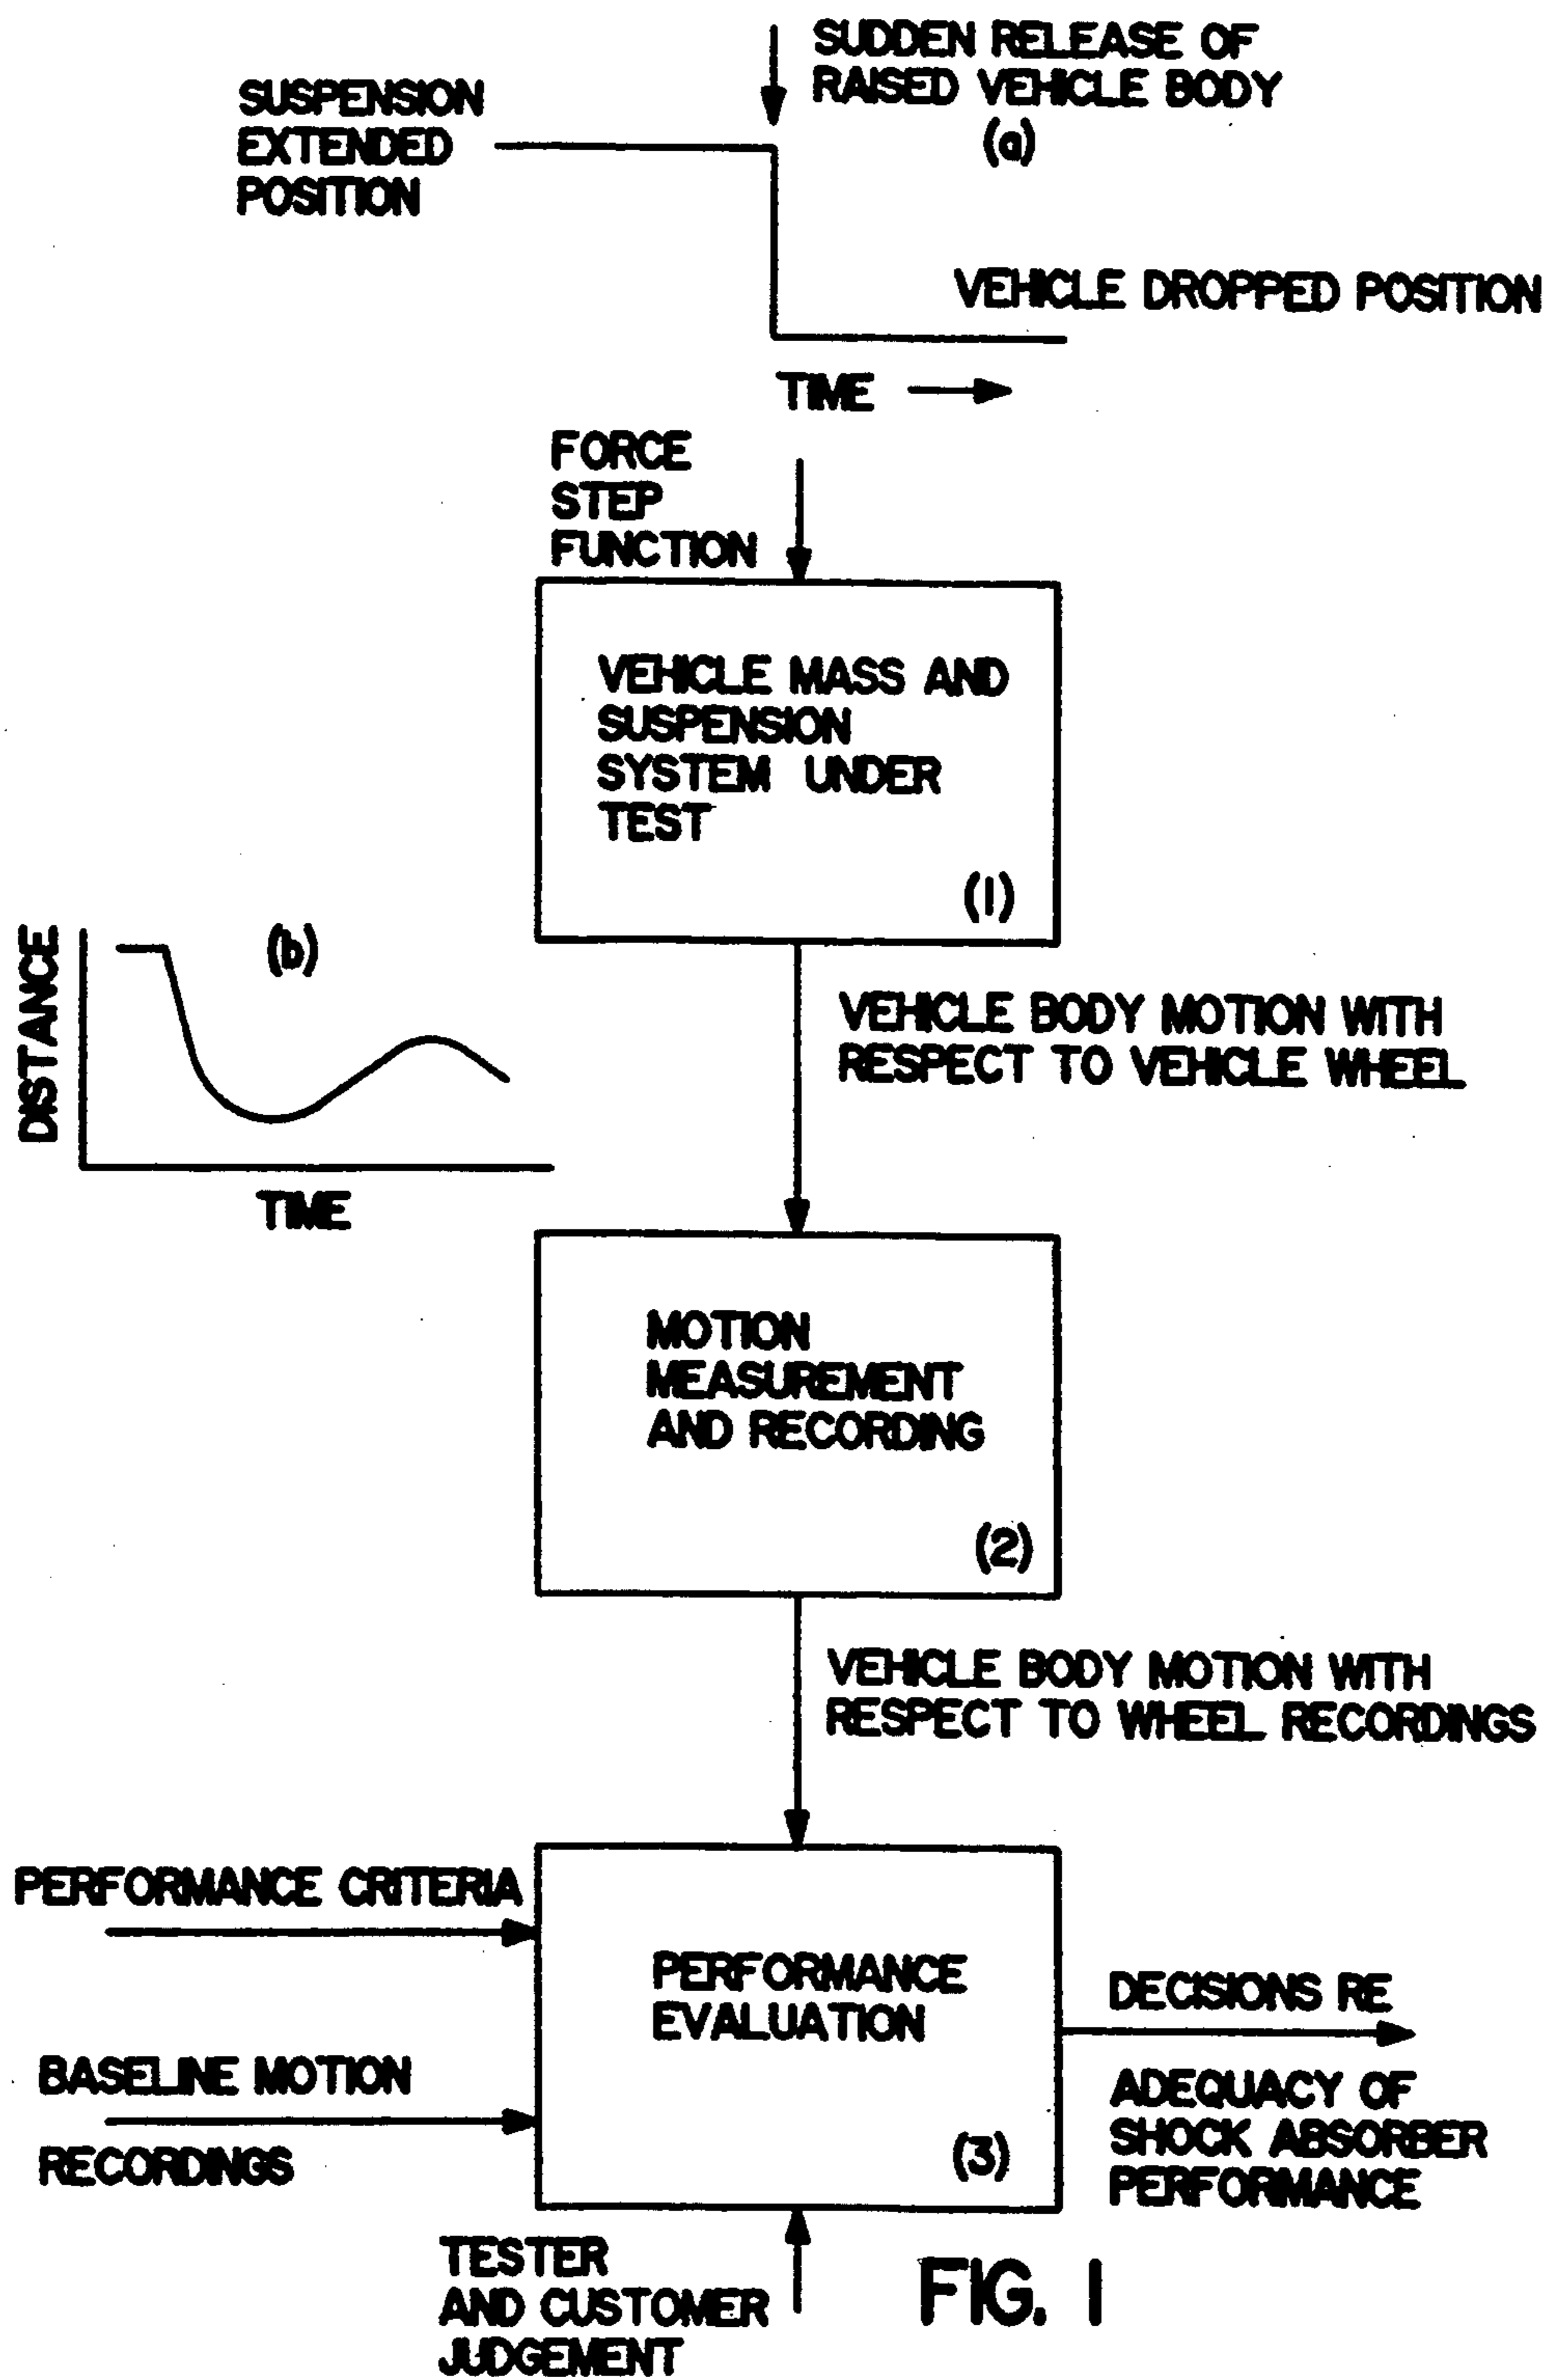 SUDDEN RELEASE OF
RAISED VEHICLE BODY
(a)
SUSPENSION
EXTENDED
POSITION
VEHICLE DROPPED POSITION
TIME
FORCE
STEP
FUNCTION
VEHICLE MASS AND
SUSPENSION
SYSTEM UNDER
TEST
(1)
(b)
DISTANCE
TIME
VEHICLE BODY MOTION WITH
RESPECT TO VEHICLE WHEEL
MOTION
MEASUREMENT
AND RECORDING
(2)
VEHICLE BODY MOTION WITH
RESPECT TO WHEEL RECORDINGS
PERFORMANCE CRITERIA
BASELINE MOTION
RECORDINGS
PERFORMANCE
EVALUATION
(3)
DECISIONS RE
ADEQUACY OF
SHOCK ABSORBER
PERFORMANCE
TESTER
AND CUSTOMER
JUDGEMENT
FIG. 1